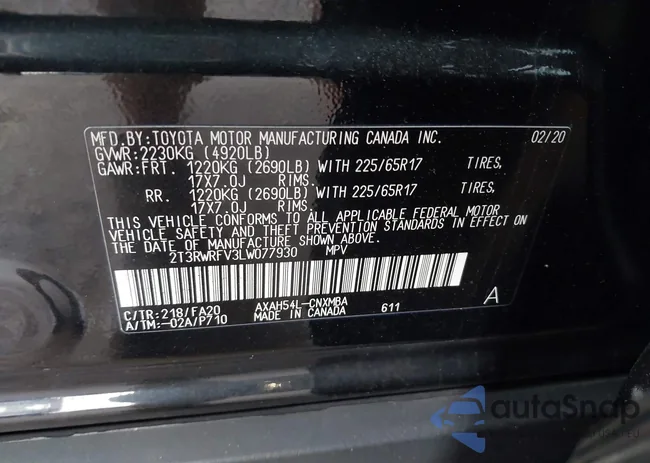 MFD.BY:TOYOTA MOTOR MANUFACTURING CANADA INC. 02/20
GVWR:2230KG (4920LB)
GAWR:FRT. 1220KG (2690LB) WITH 225/65R17 TIRES,
17X7.0J RIMS.
RR. 1220KG (2690LB) WITH 225/65R17 TIRES,
17X7.0J RIMS.
THIS VEHICLE CONFORMS TO ALL APPLICABLE FEDERAL MOTOR
VEHICLE SAFETY AND THEFT PREVENTION STANDARDS IN EFFECT ON
THE DATE OF MANUFACTURE SHOWN ABOVE.
2T3RWRFV3LW077930 MPV
C/TR:218/FA20 AXAH54L-CNXMBA 611 A
A/TM:-02A/P710 MADE IN CANADA
autoSnap
.EU